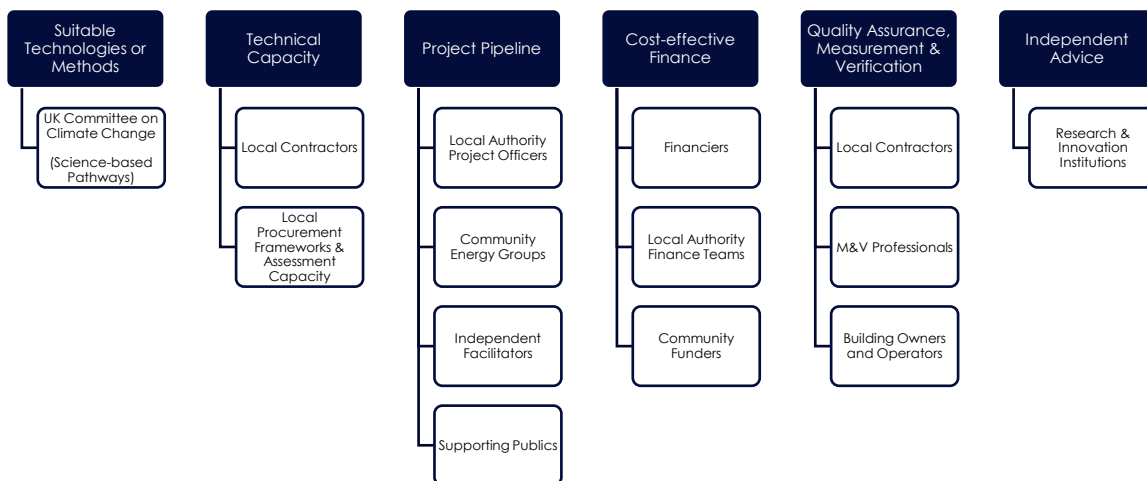 Suitable
Technologies or
Methods
UK Committee on
Climate Change
(Science-based
Pathways)
Technical
Capacity
Local Contractors
Local
Procurement
Frameworks &
Assessment
Capacity
Project Pipeline
Local Authority
Project Officers
Community
Energy Groups
Independent
Facilitators
Supporting Publics
Cost-effective
Finance
Financiers
Local Authority
Finance Teams
Community
Funders
Quality Assurance,
Measurement &
Verification
Local Contractors
M&V Professionals
Building Owners
and Operators
Independent
Advice
Research &
Innovation
Institutions